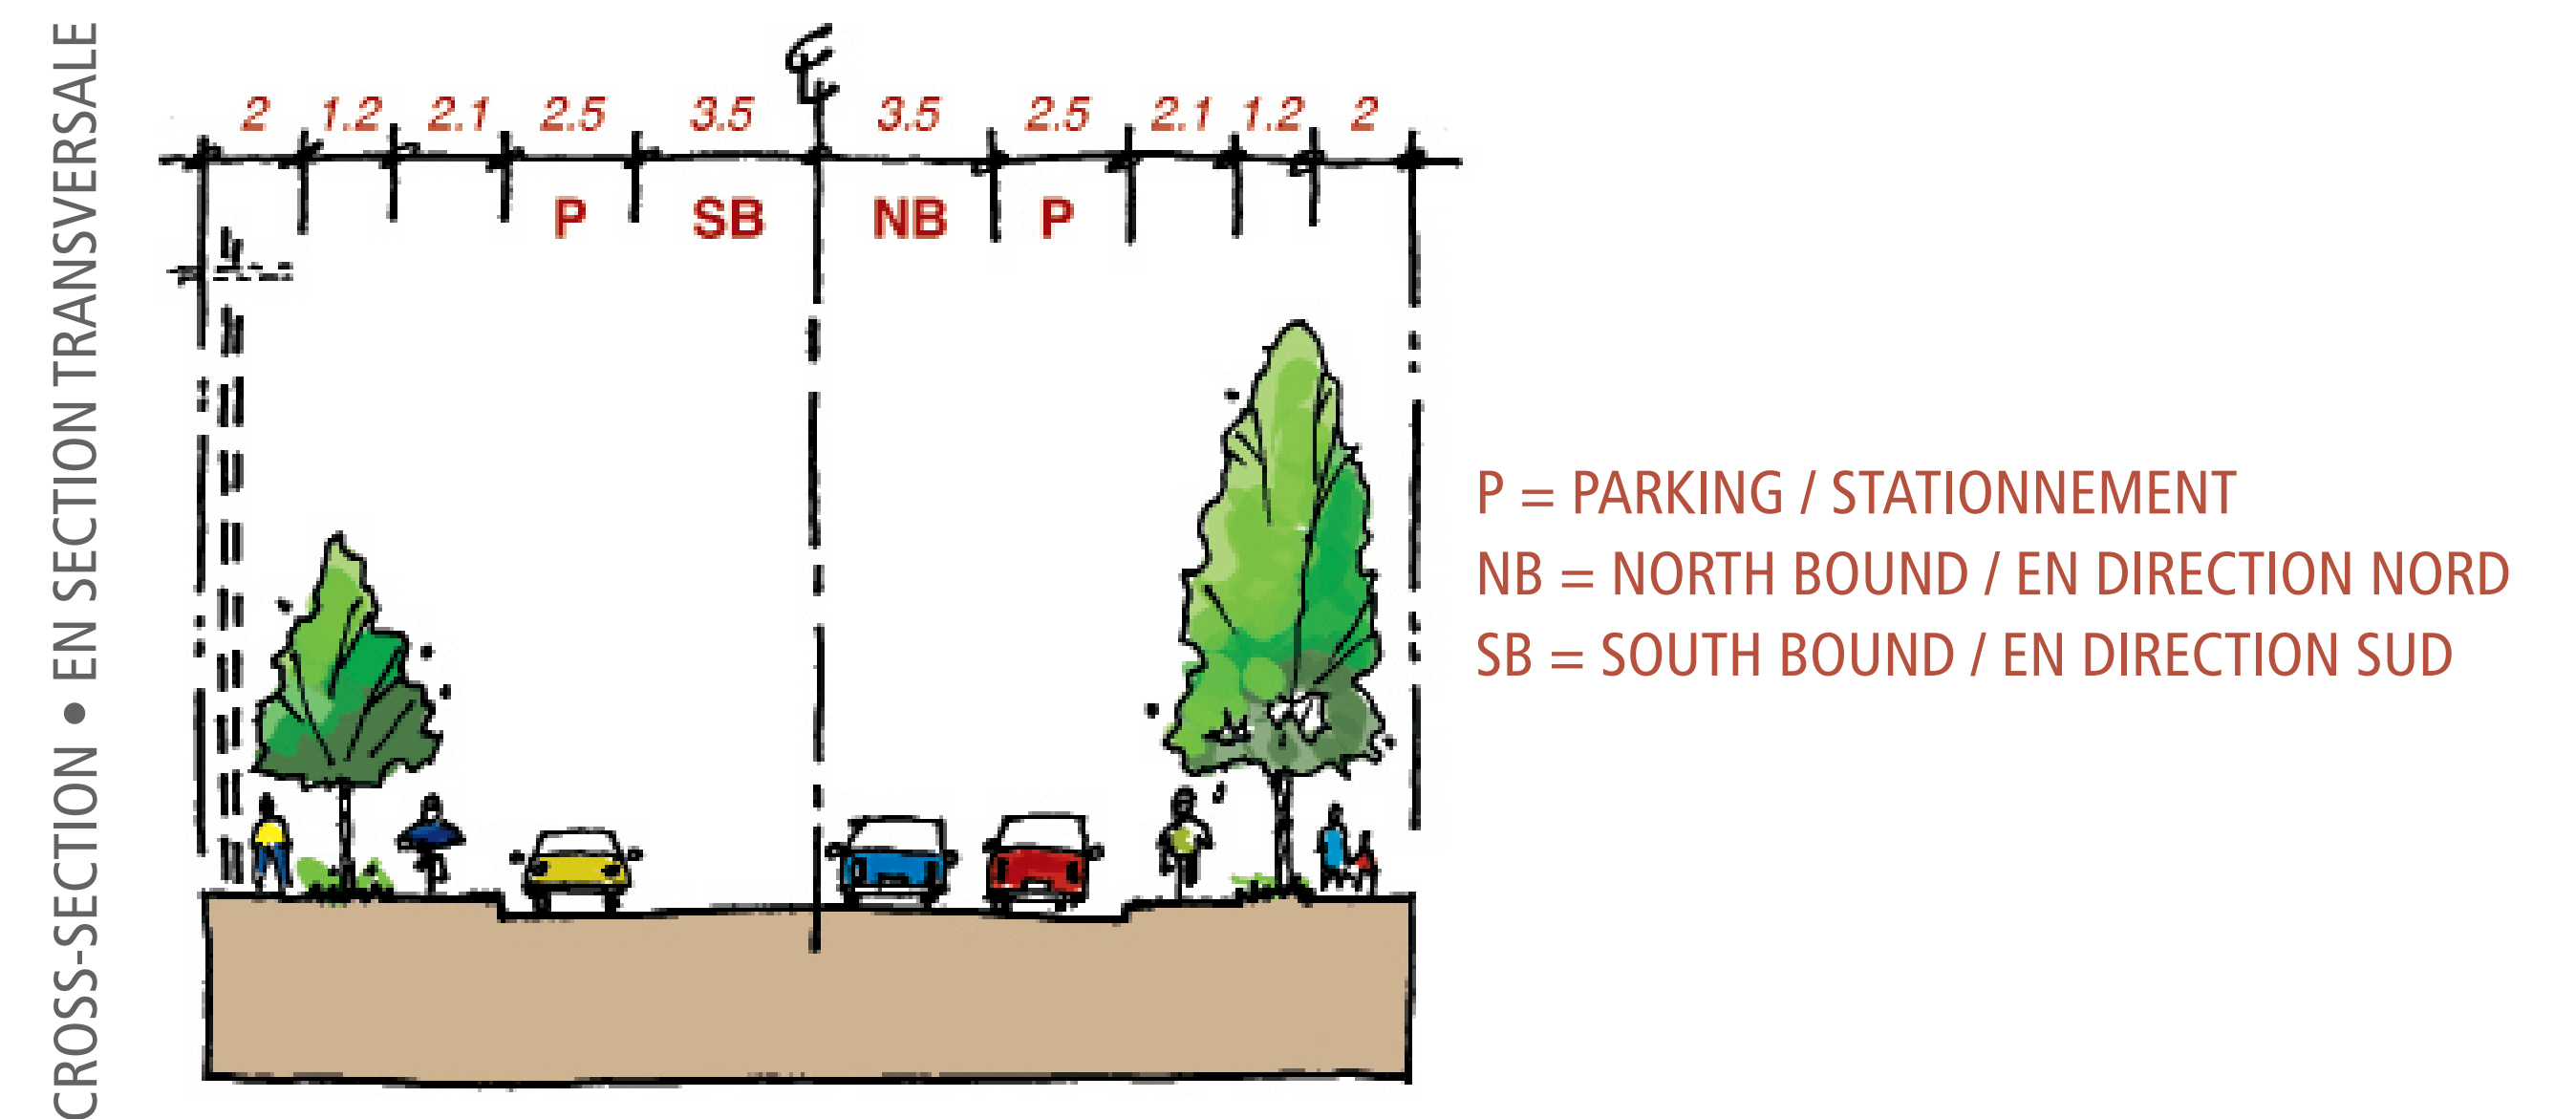 CROSS-SECTION • EN SECTION TRANSVERSALE
2 1.2 2.1 2.5 3.5 3.5 2.5 2.1 1.2 2
P SB NB P
P = PARKING / STATIONNEMENT
NB = NORTH BOUND / EN DIRECTION NORD
SB = SOUTH BOUND / EN DIRECTION SUD